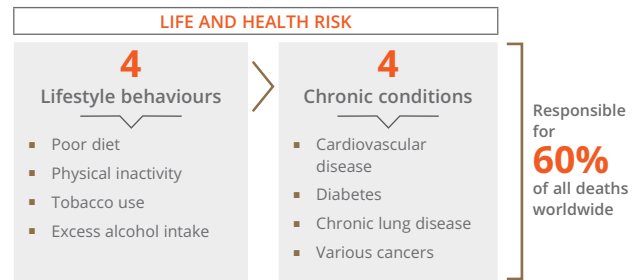 LIFE AND HEALTH RISK
4
Lifestyle behaviours
Poor diet
Physical inactivity
Tobacco use
Excess alcohol intake
4
Chronic conditions
Cardiovascular
disease
Diabetes
Chronic lung disease
Various cancers
Responsible
for
60%
of all deaths
worldwide